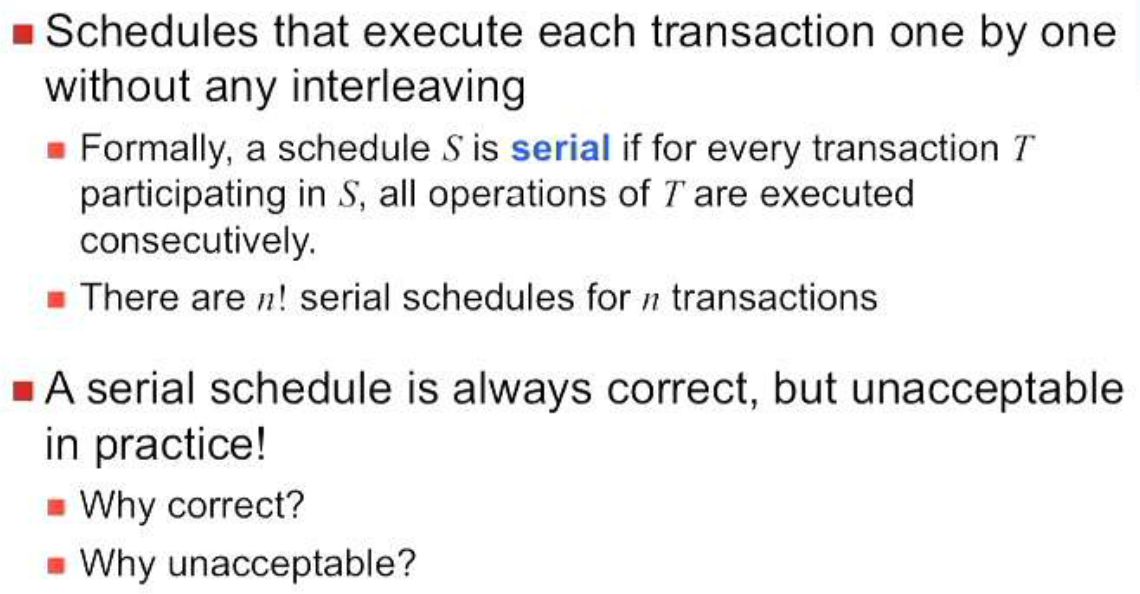 Schedules that execute each transaction one by one
without any interleaving
Formally, a schedule S is serial if for every transaction T
participating in S, all operations of T are executed
consecutively.
There are n! serial schedules for n transactions
A serial schedule is always correct, but unacceptable
in practice!
Why correct?
Why unacceptable?